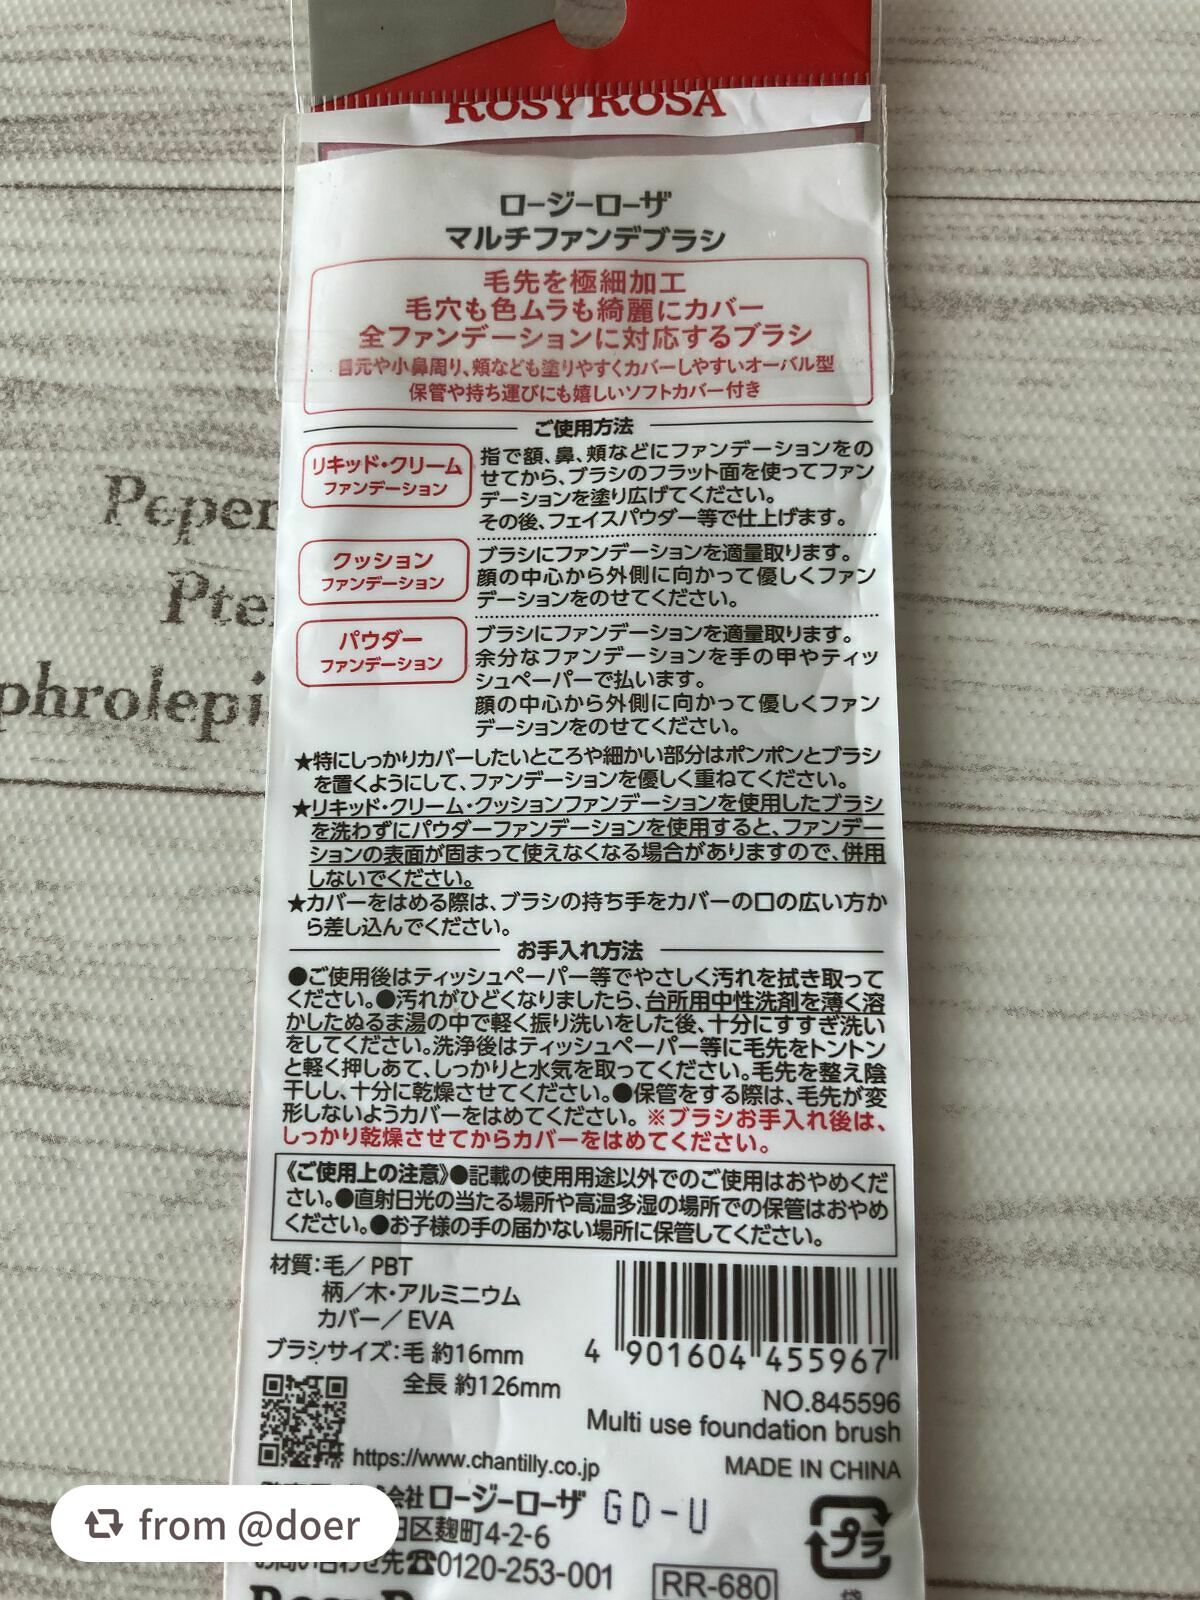 ROSY ROSA
ロージーローザ
マルチファンデブラシ
毛先を極細加工
毛穴も色ムラも綺麗にカバー
全ファンデーションに対応するブラシ
目元や小鼻周り、頬なども塗りやすくカバーしやすいオーバル型
保管や持ち運びにも嬉しいソフトカバー付き
ご使用方法
リキッド・クリーム
ファンデーション
指で額、鼻、頬などにファンデーションをの
せてから、ブラシのフラット面を使ってファン
デーションを塗り広げてください。
その後、フェイスパウダー等で仕上げます。
クッション
ファンデーション
ブラシにファンデーションを適量取ります。
顔の中心から外側に向かって優しくファン
デーションをのせてください。
パウダー
ファンデーション
ブラシにファンデーションを適量取ります。
余分なファンデーションを手の甲やティッ
シュペーパーで払います。
顔の中心から外側に向かって優しくファン
デーションをのせてください。
★特にしっかりカバーしたいところや細かい部分はポンポンとブラシ
を置くようにして、ファンデーションを優しく重ねてください。
★リキッド・クリーム・クッションファンデーションを使用したブラシ
を洗わずにパウダーファンデーションを使用すると、ファンデー
ションの表面が固まって使えなくなる場合がありますので、併用
しないでください。
★カバーをはめる際は、ブラシの持ち手をカバーの口の広い方か
ら差し込んでください。
お手入れ方法
●ご使用後はティッシュペーパー等でやさしく汚れを拭き取って
ください。●汚れがひどくなりましたら、台所用中性洗剤を薄く溶
かしたぬるま湯の中で軽く振り洗いをした後、十分にすすぎ洗い
をしてください。洗浄後はティッシュペーパー等に毛先をトントン
と軽く押しあて、しっかりと水気を取ってください。毛先を整え陰
干しし、十分に乾燥させてください。●保管をする際は、毛先が変
形しないようカバーをはめてください。※ブラシお手入れ後は、
しっかり乾燥させてからカバーをはめてください。
《ご使用上の注意》●記載の使用用途以外でのご使用はおやめくだ
さい。●直射日光の当たる場所や高温多湿の場所での保管はおやめ
ください。●お子様の手の届かない場所に保管してください。
材質:毛/PBT
柄/木・アルミニウム
カバー/EVA
ブラシサイズ:毛 約16mm
全長 約126mm
4 901604 455967
NO.845596
Multi use foundation brush
https://www.chantilly.co.jp
MADE IN CHINA
会社ロージーローザ GD-U
区麹町4-2-6
お問い合わせ先☎0120-253-001
プラ
RR-680
袋
from @doer
Peper
Pte
phrolepi